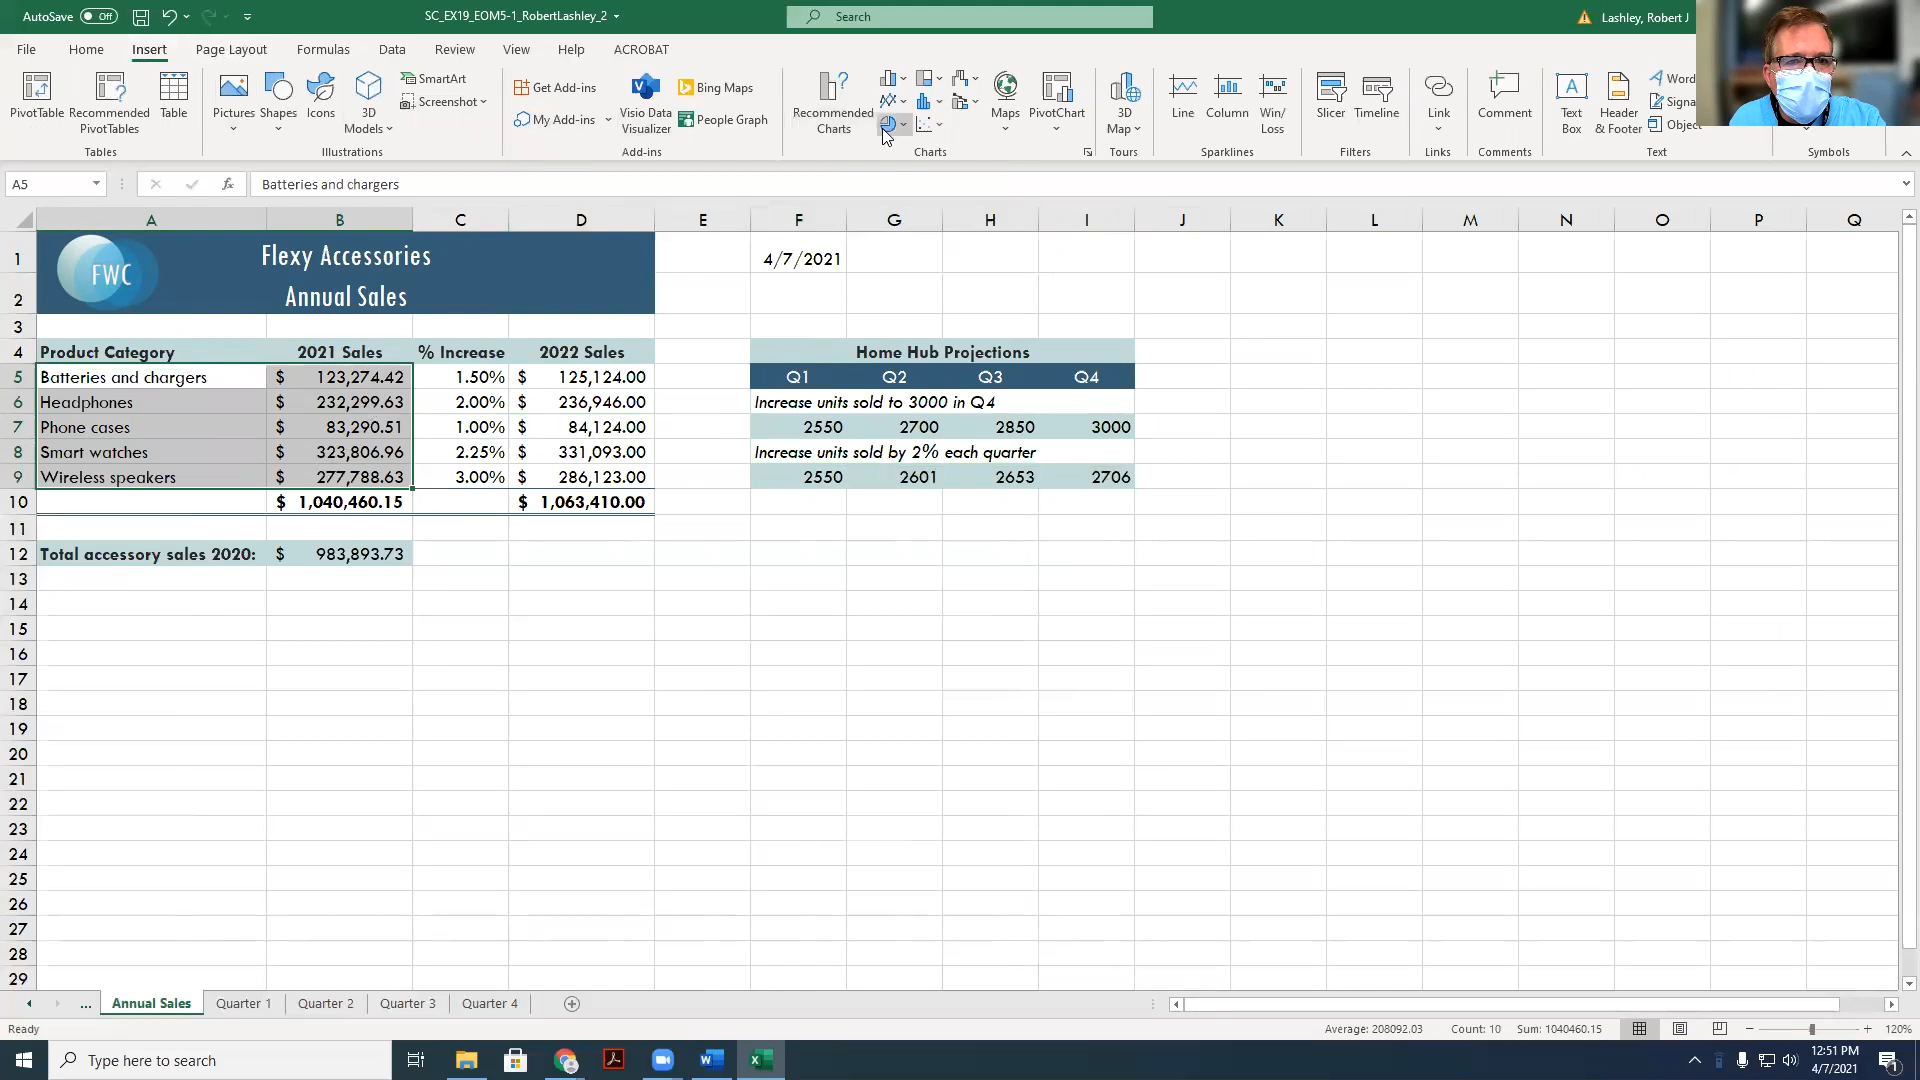 AutoSave Off SC_EX19_EOM5-1_RobertLashley_2 Search Lashley, Robert J
File Home Insert Page Layout Formulas Data Review View Help ACROBAT
PivotTable Recommended PivotTables Table
Pictures Shapes Icons 3D Models SmartArt Screenshot
Get Add-ins My Add-ins Visio Data Visualizer Bing Maps People Graph
Recommended Charts Maps PivotChart 3D Map
Line Column Win/Loss Slicer Timeline Link Comment
Text Box Header & Footer Word Signa Object
Tables Illustrations Add-ins Charts Tours Sparklines Filters Links Comments Text Symbols
A5 fx Batteries and chargers
A B C D E F G H I J K L M N O P Q
1 FWC Flexy Accessories 4/7/2021
2 Annual Sales
3
4 Product Category 2021 Sales % Increase 2022 Sales Home Hub Projections
5 Batteries and chargers $ 123,274.42 1.50% $ 125,124.00 Q1 Q2 Q3 Q4
6 Headphones $ 232,299.63 2.00% $ 236,946.00 Increase units sold to 3000 in Q4
7 Phone cases $ 83,290.51 1.00% $ 84,124.00 2550 2700 2850 3000
8 Smart watches $ 323,806.96 2.25% $ 331,093.00 Increase units sold by 2% each quarter
9 Wireless speakers $ 277,788.63 3.00% $ 286,123.00 2550 2601 2653 2706
10 $ 1,040,460.15 $ 1,063,410.00
11
12 Total accessory sales 2020: $ 983,893.73
13
14
15
16
17
18
19
20
21
22
23
24
25
26
27
28
29
... Annual Sales Quarter 1 Quarter 2 Quarter 3 Quarter 4
Ready Average: 208092.03 Count: 10 Sum: 1040460.15 120%
Type here to search 12:51 PM
4/7/2021 1